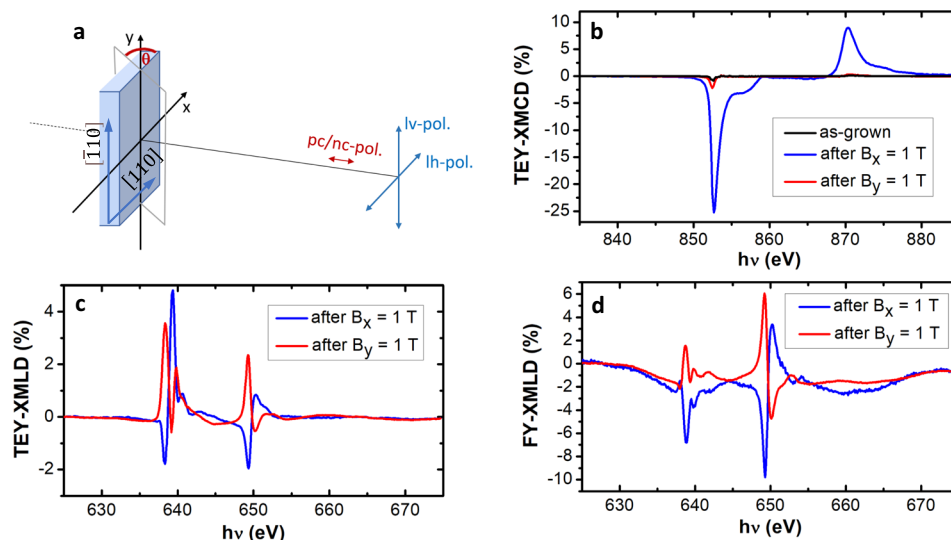 a
y
θ
x
[1̄10]
[110]
pc/nc-pol.
lv-pol.
lh-pol.
b
TEY-XMCD (%)
10
5
0
-5
-10
-15
-20
-25
as-grown
after Bx = 1 T
after By = 1 T
840 850 860 870 880
hν (eV)
c
TEY-XMLD (%)
4
2
0
-2
after Bx = 1 T
after By = 1 T
630 640 650 660 670
hν (eV)
d
FY-XMLD (%)
6
4
2
0
-2
-4
-6
-8
-10
after Bx = 1 T
after By = 1 T
630 640 650 660 670
hν (eV)